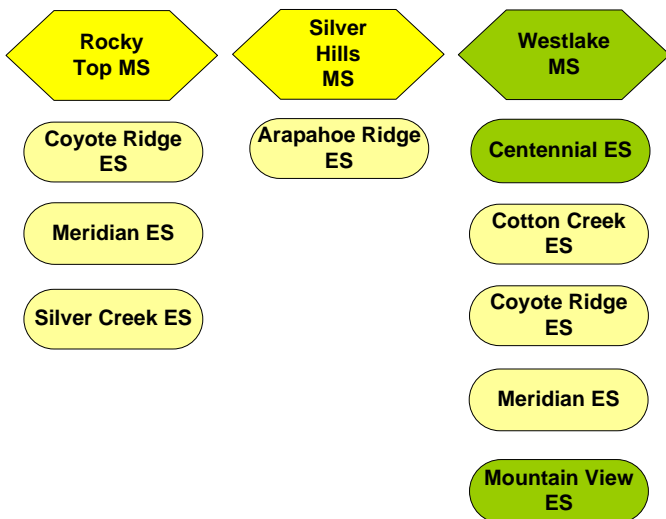 Rocky
Top MS
Silver
Hills
MS
Westlake
MS
Coyote Ridge
ES
Meridian ES
Silver Creek ES
Arapahoe Ridge
ES
Centennial ES
Cotton Creek
ES
Coyote Ridge
ES
Meridian ES
Mountain View
ES